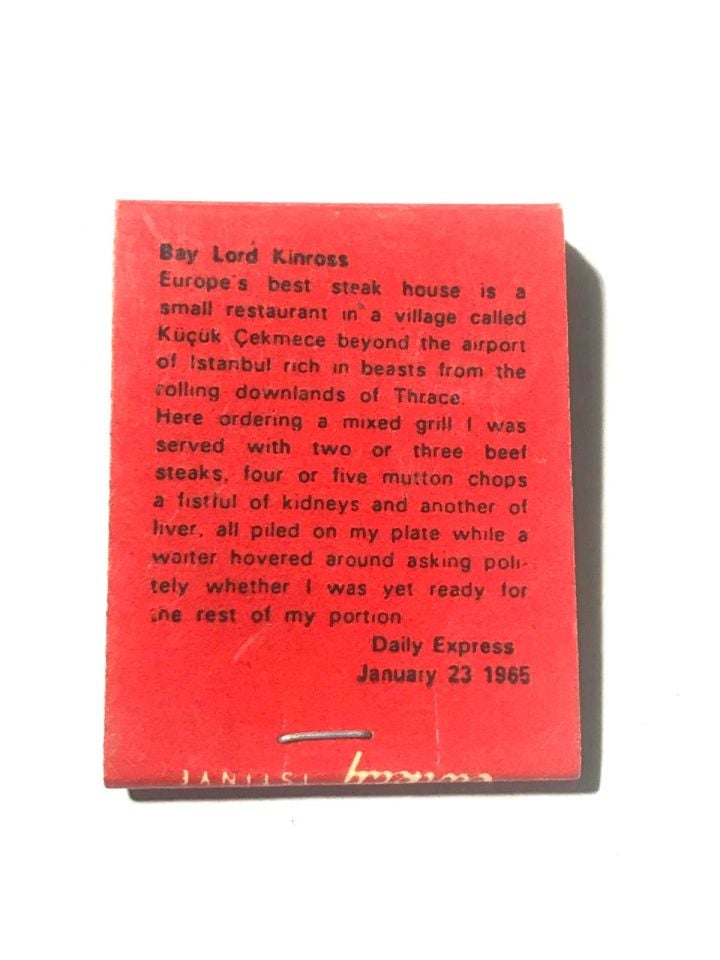 Bay Lord Kinross
Europe's best steak house is a
small restaurant in a village called
Küçük Çekmece beyond the airport
of Istanbul rich in beasts from the
rolling downlands of Thrace.
Here ordering a mixed grill I was
served with two or three beef
steaks, four or five mutton chops
a fistful of kidneys and another of
liver, all piled on my plate while a
waiter hovered around asking poli-
tely whether I was yet ready for
the rest of my portion
Daily Express
January 23 1965
İSTİNYE